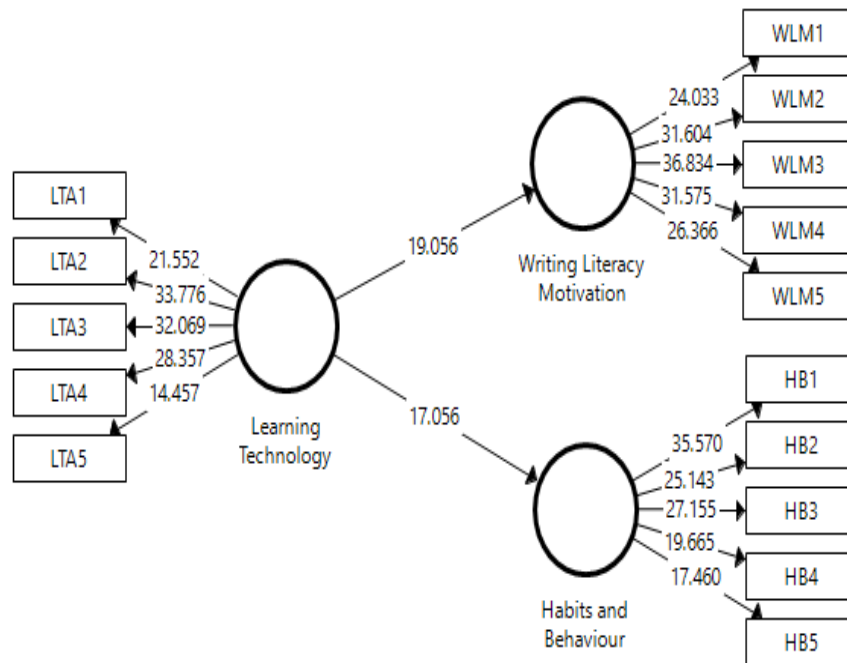 LTA1
LTA2
LTA3
LTA4
LTA5
21.552
33.776
32.069
28.357
14.457
Learning
Technology
19.056
17.056
Writing Literacy
Motivation
24.033
31.604
36.834
31.575
26.366
WLM1
WLM2
WLM3
WLM4
WLM5
Habits and
Behaviour
35.570
25.143
27.155
19.665
17.460
HB1
HB2
HB3
HB4
HB5